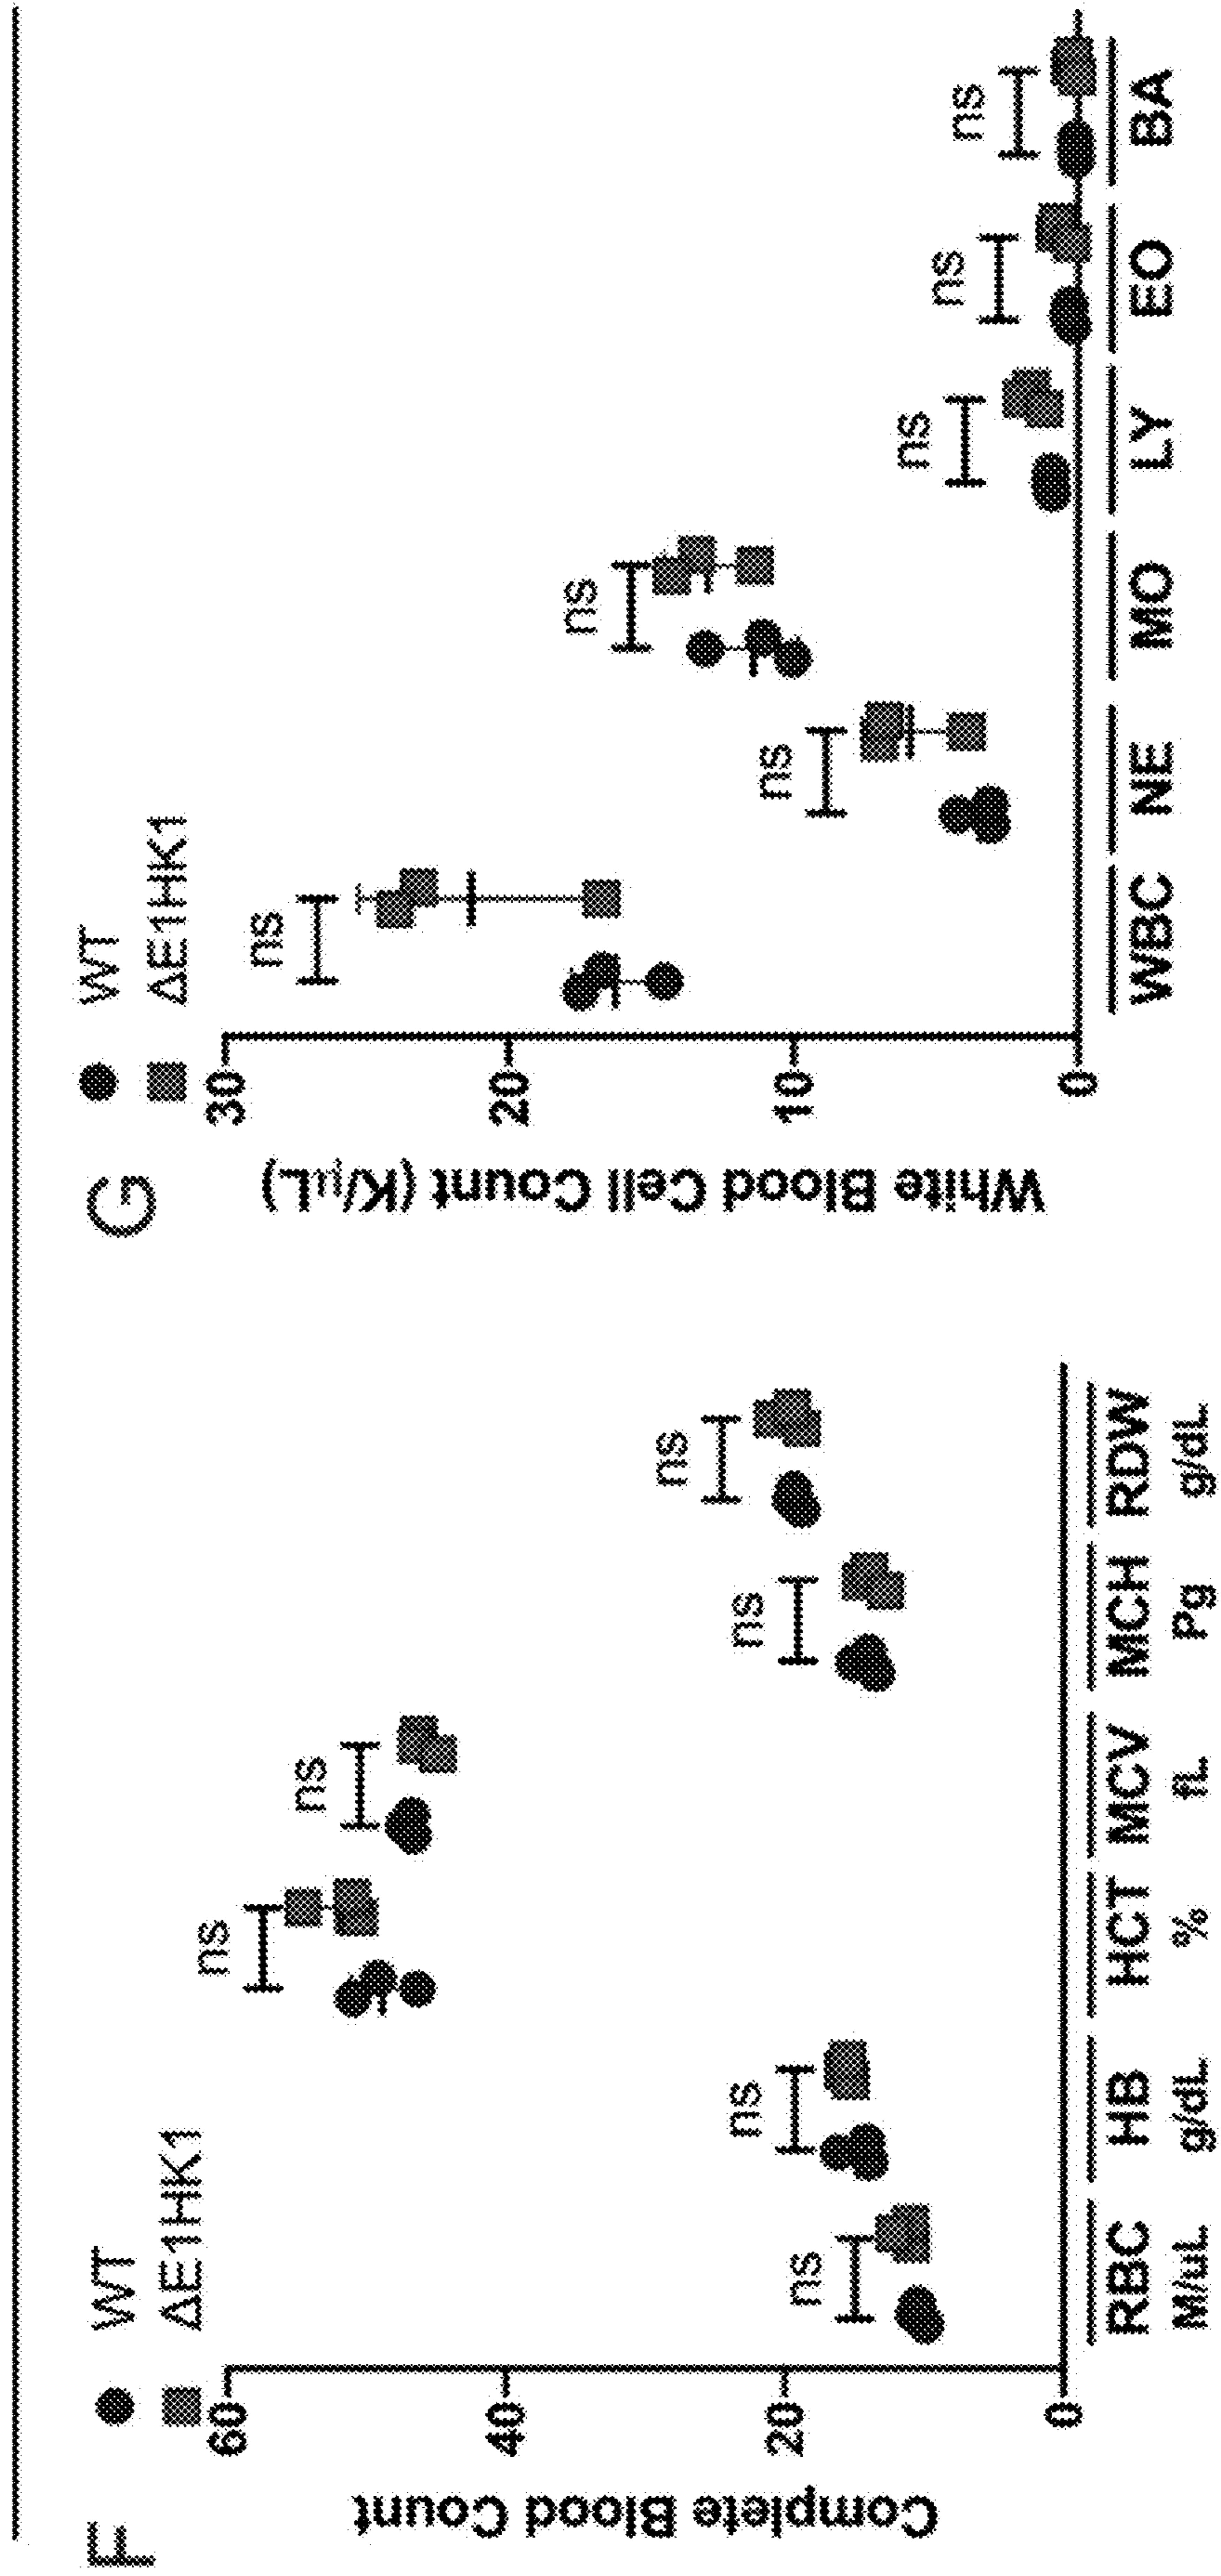 F
WT
ΔE1HK1
Complete Blood Count
60
40
20
0
ns
ns
ns
ns
ns
ns
RBC HB HCT MCV MCH RDW
M/uL g/dL % fL Pg g/dL
G
WT
ΔE1HK1
White Blood Cell Count (K/μL)
30
20
10
0
ns
ns
ns
ns
ns
ns
WBC NE MO LY EO BA